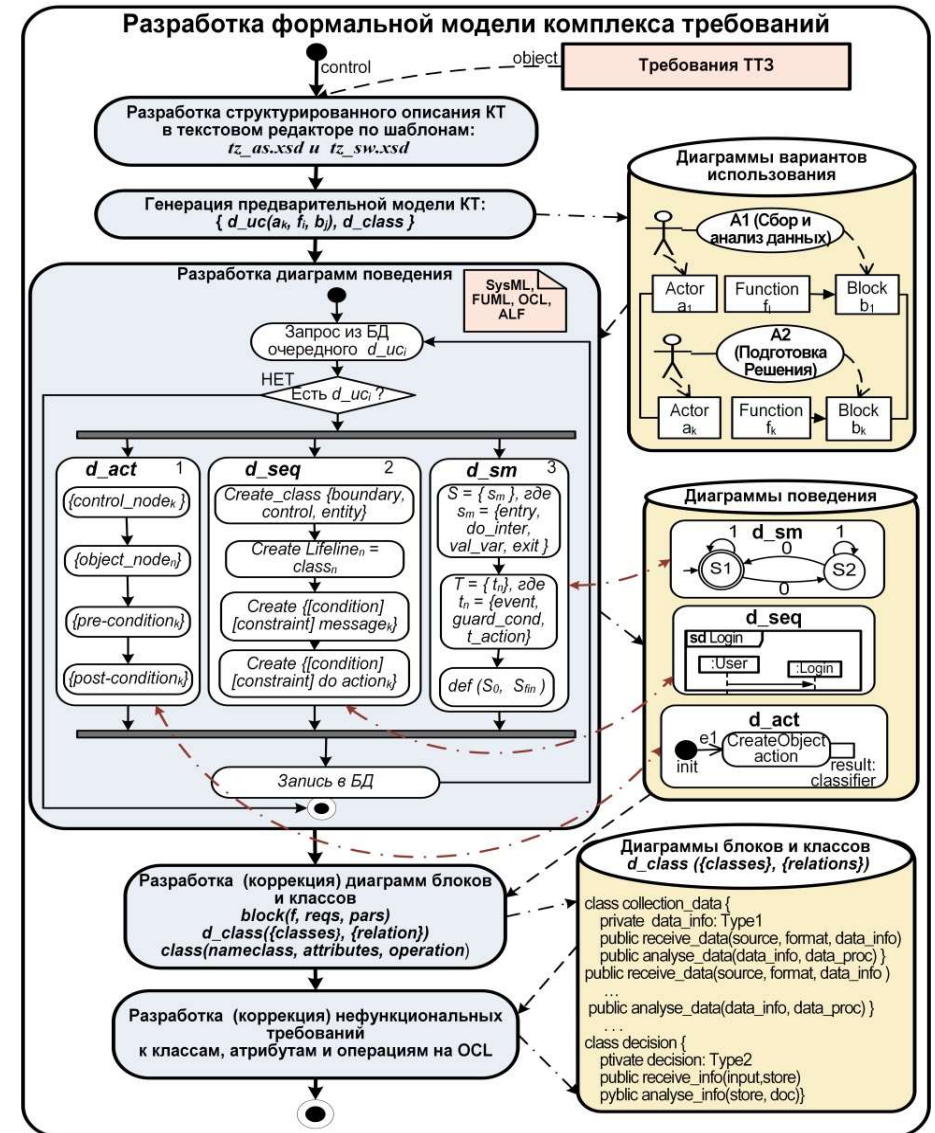 Разработка формальной модели комплекса требований
control
object
Требования ТТЗ
Разработка структурированного описания КТ
в текстовом редакторе по шаблонам:
tz_as.xsd и tz_sw.xsd
Генерация предварительной модели КТ:
{ d_uc(aₖ, fᵢ, bⱼ), d_class }
Разработка диаграмм поведения
SysML,
FUML, OCL,
ALF
Запрос из БД
очередного d_ucᵢ
НЕТ
Есть d_ucᵢ ?
d_act 1
{control_nodeₖ }
{object_nodeₙ}
{pre-conditionₖ}
{post-conditionₖ}
d_seq 2
Create_class {boundary,
control, entity}
Create Lifelineₙ =
classₙ
Create {[condition]
[constraint] messageₖ}
Create {[condition]
[constraint] do actionₖ}
d_sm 3
S = { sₘ }, где
sₘ = {entry,
do_inter,
val_var, exit }
T = { tₙ}, где
tₙ = {event,
guard_cond,
t_action}
def (S₀, S_fin )
Запись в БД
Разработка (коррекция) диаграмм блоков
и классов
block(f, reqs, pars)
d_class({classes}, {relation})
class(nameclass, attributes, operation)
Разработка (коррекция) нефункциональных
требований
к классам, атрибутам и операциям на OCL
Диаграммы вариантов
использования
A1 (Сбор и
анализ данных)
Actor
a₁
Function
fᵢ
Block
b₁
A2
(Подготовка
Решения)
Actor
aₖ
Function
fₖ
Block
bₖ
Диаграммы поведения
d_sm
1
1
0
S1
S2
0
d_seq
sd Login
:User
:Login
d_act
e1
CreateObject
action
init
result:
classifier
Диаграммы блоков и классов
d_class ({classes}, {relations})
class collection_data {
private data_info: Type1
public receive_data(source, format, data_info)
public analyse_data(data_info, data_proc) }
public receive_data(source, format, data_info )
...
public analyse_data(data_info, data_proc) }
...
class decision {
ptivate decision: Type2
public receive_info(input,store)
pyblic analyse_info(store, doc)}